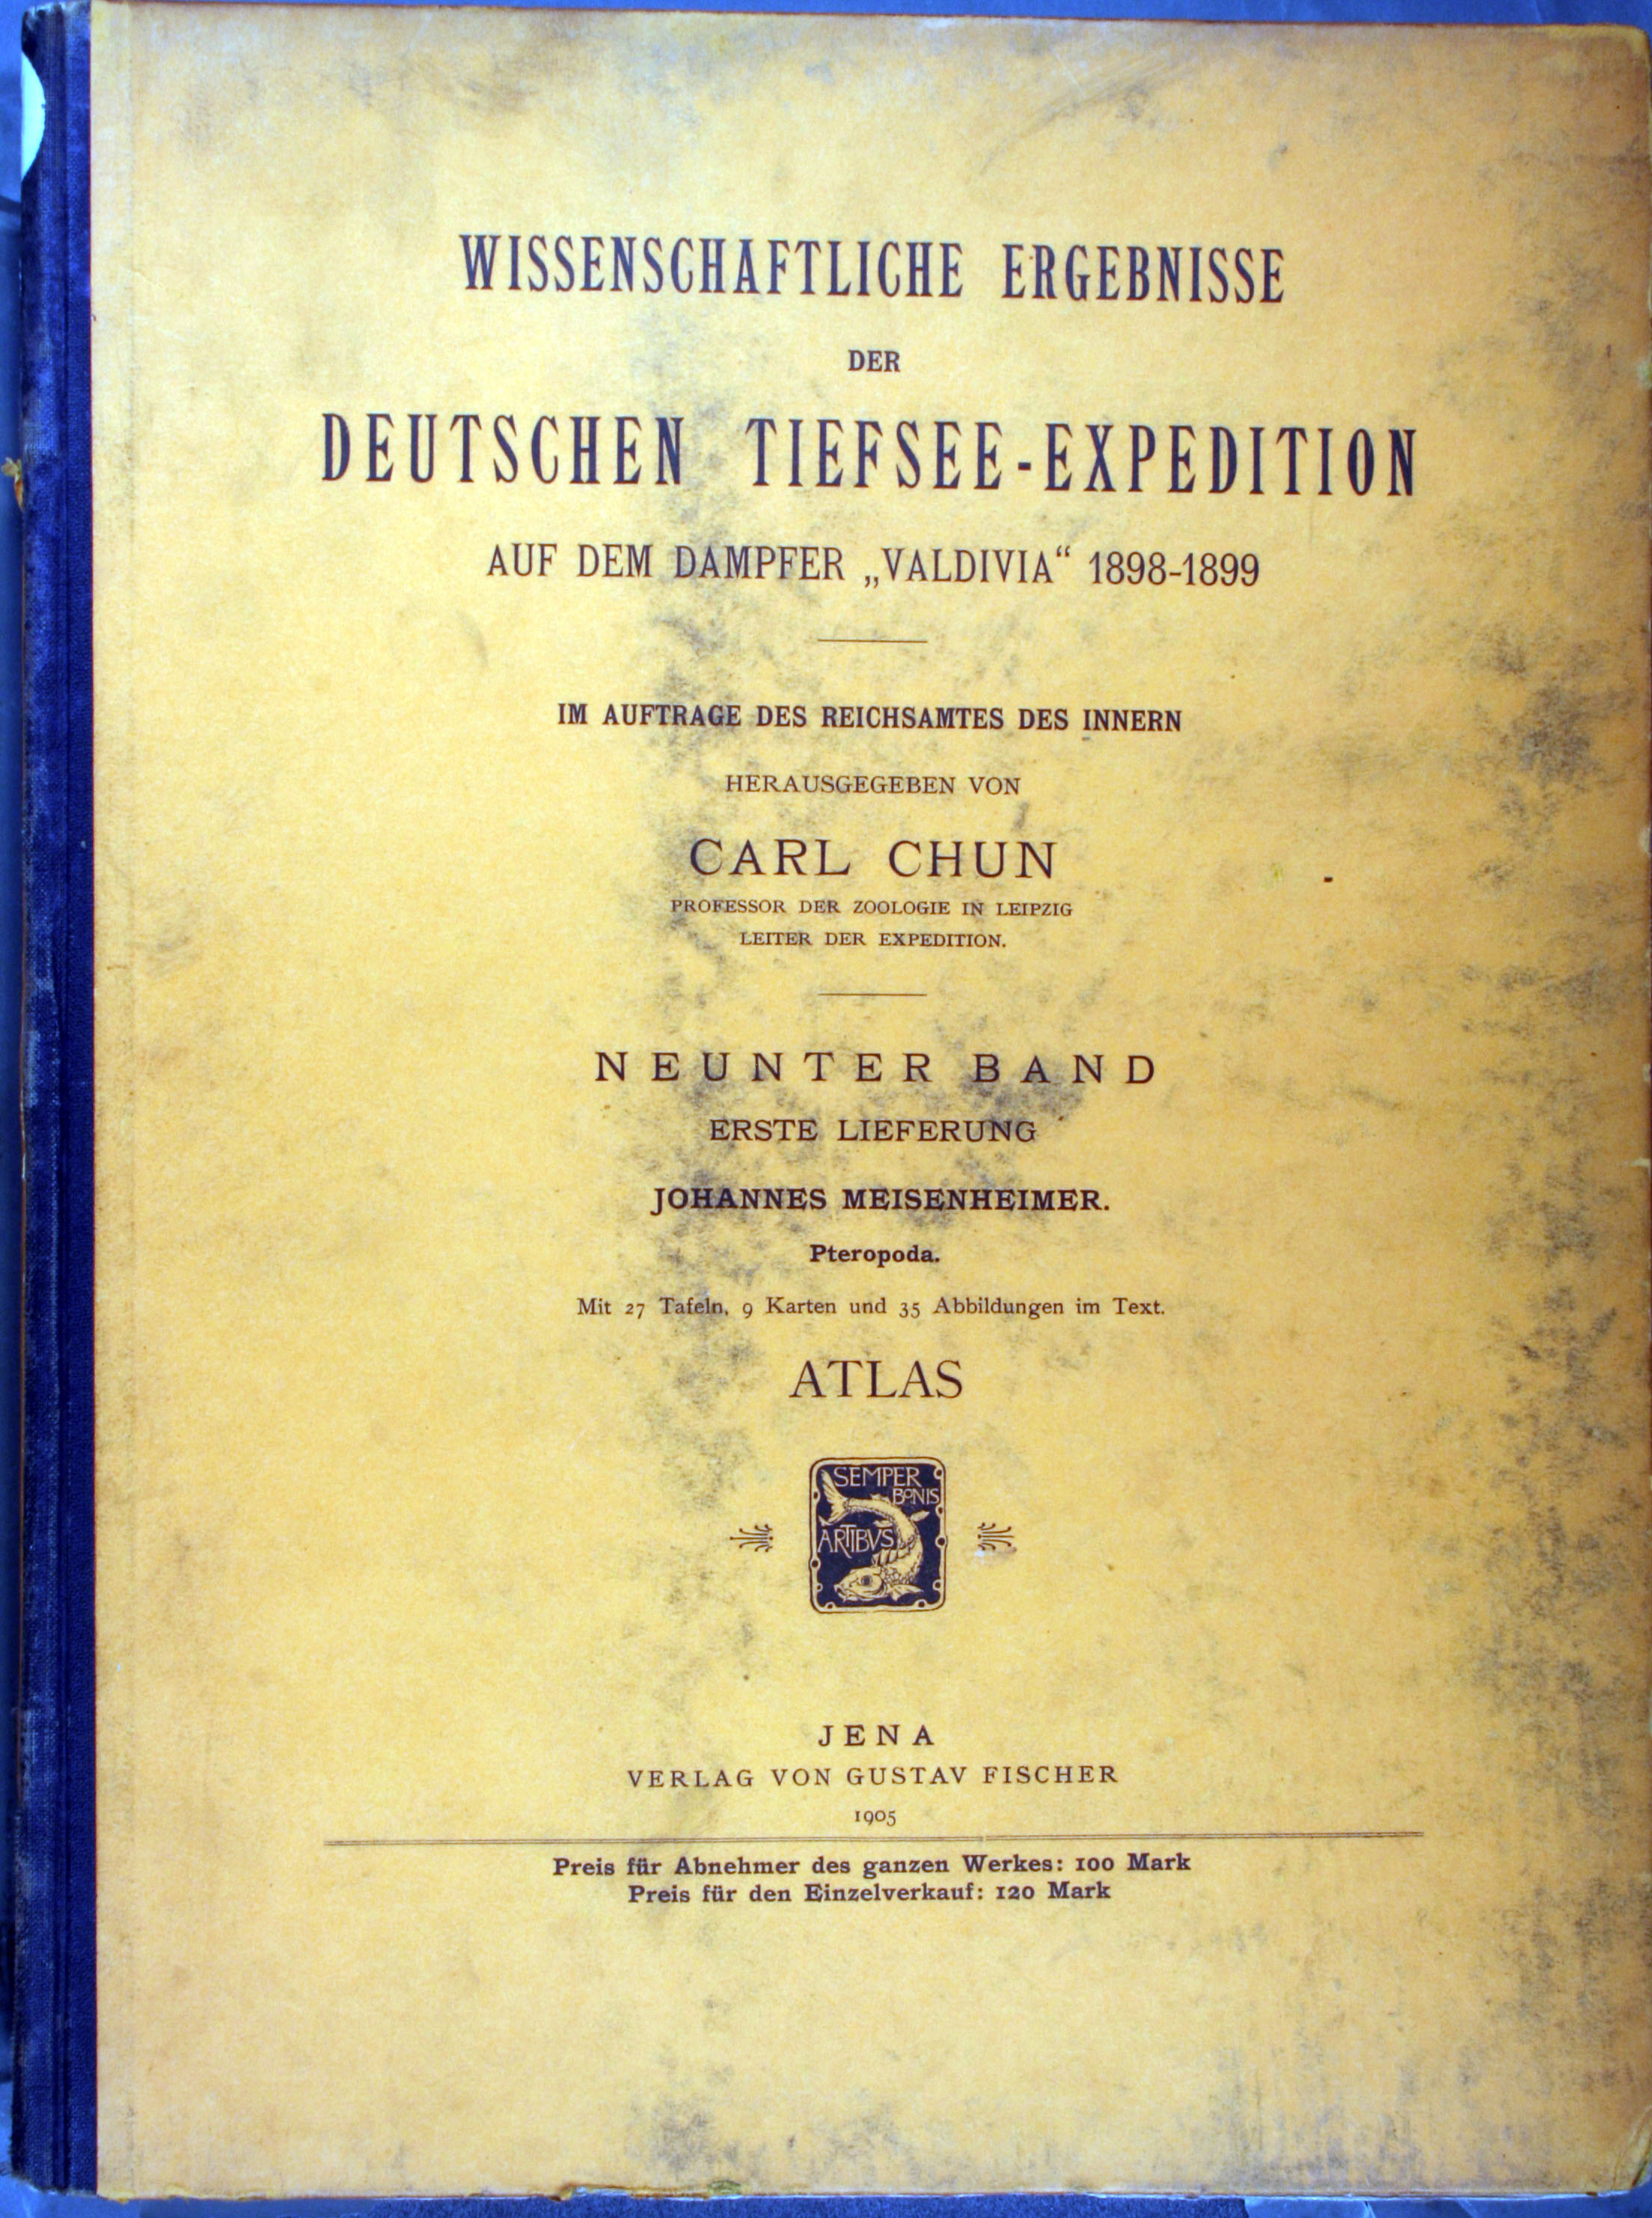 WISSENSCHAFTLICHE ERGEBNISSE
DER
DEUTSCHEN TIEFSEE-EXPEDITION
AUF DEM DAMPFER „VALDIVIA“ 1898-1899
IM AUFTRAGE DES REICHSAMTES DES INNERN
HERAUSGEGEBEN VON
CARL CHUN
PROFESSOR DER ZOOLOGIE IN LEIPZIG
LEITER DER EXPEDITION.
NEUNTER BAND
ERSTE LIEFERUNG
JOHANNES MEISENHEIMER.
Pteropoda.
Mit 27 Tafeln, 9 Karten und 35 Abbildungen im Text.
ATLAS
SEMPER
BONIS
ARTIBVS
JENA
VERLAG VON GUSTAV FISCHER
1905
Preis für Abnehmer des ganzen Werkes: 100 Mark
Preis für den Einzelverkauf: 120 Mark